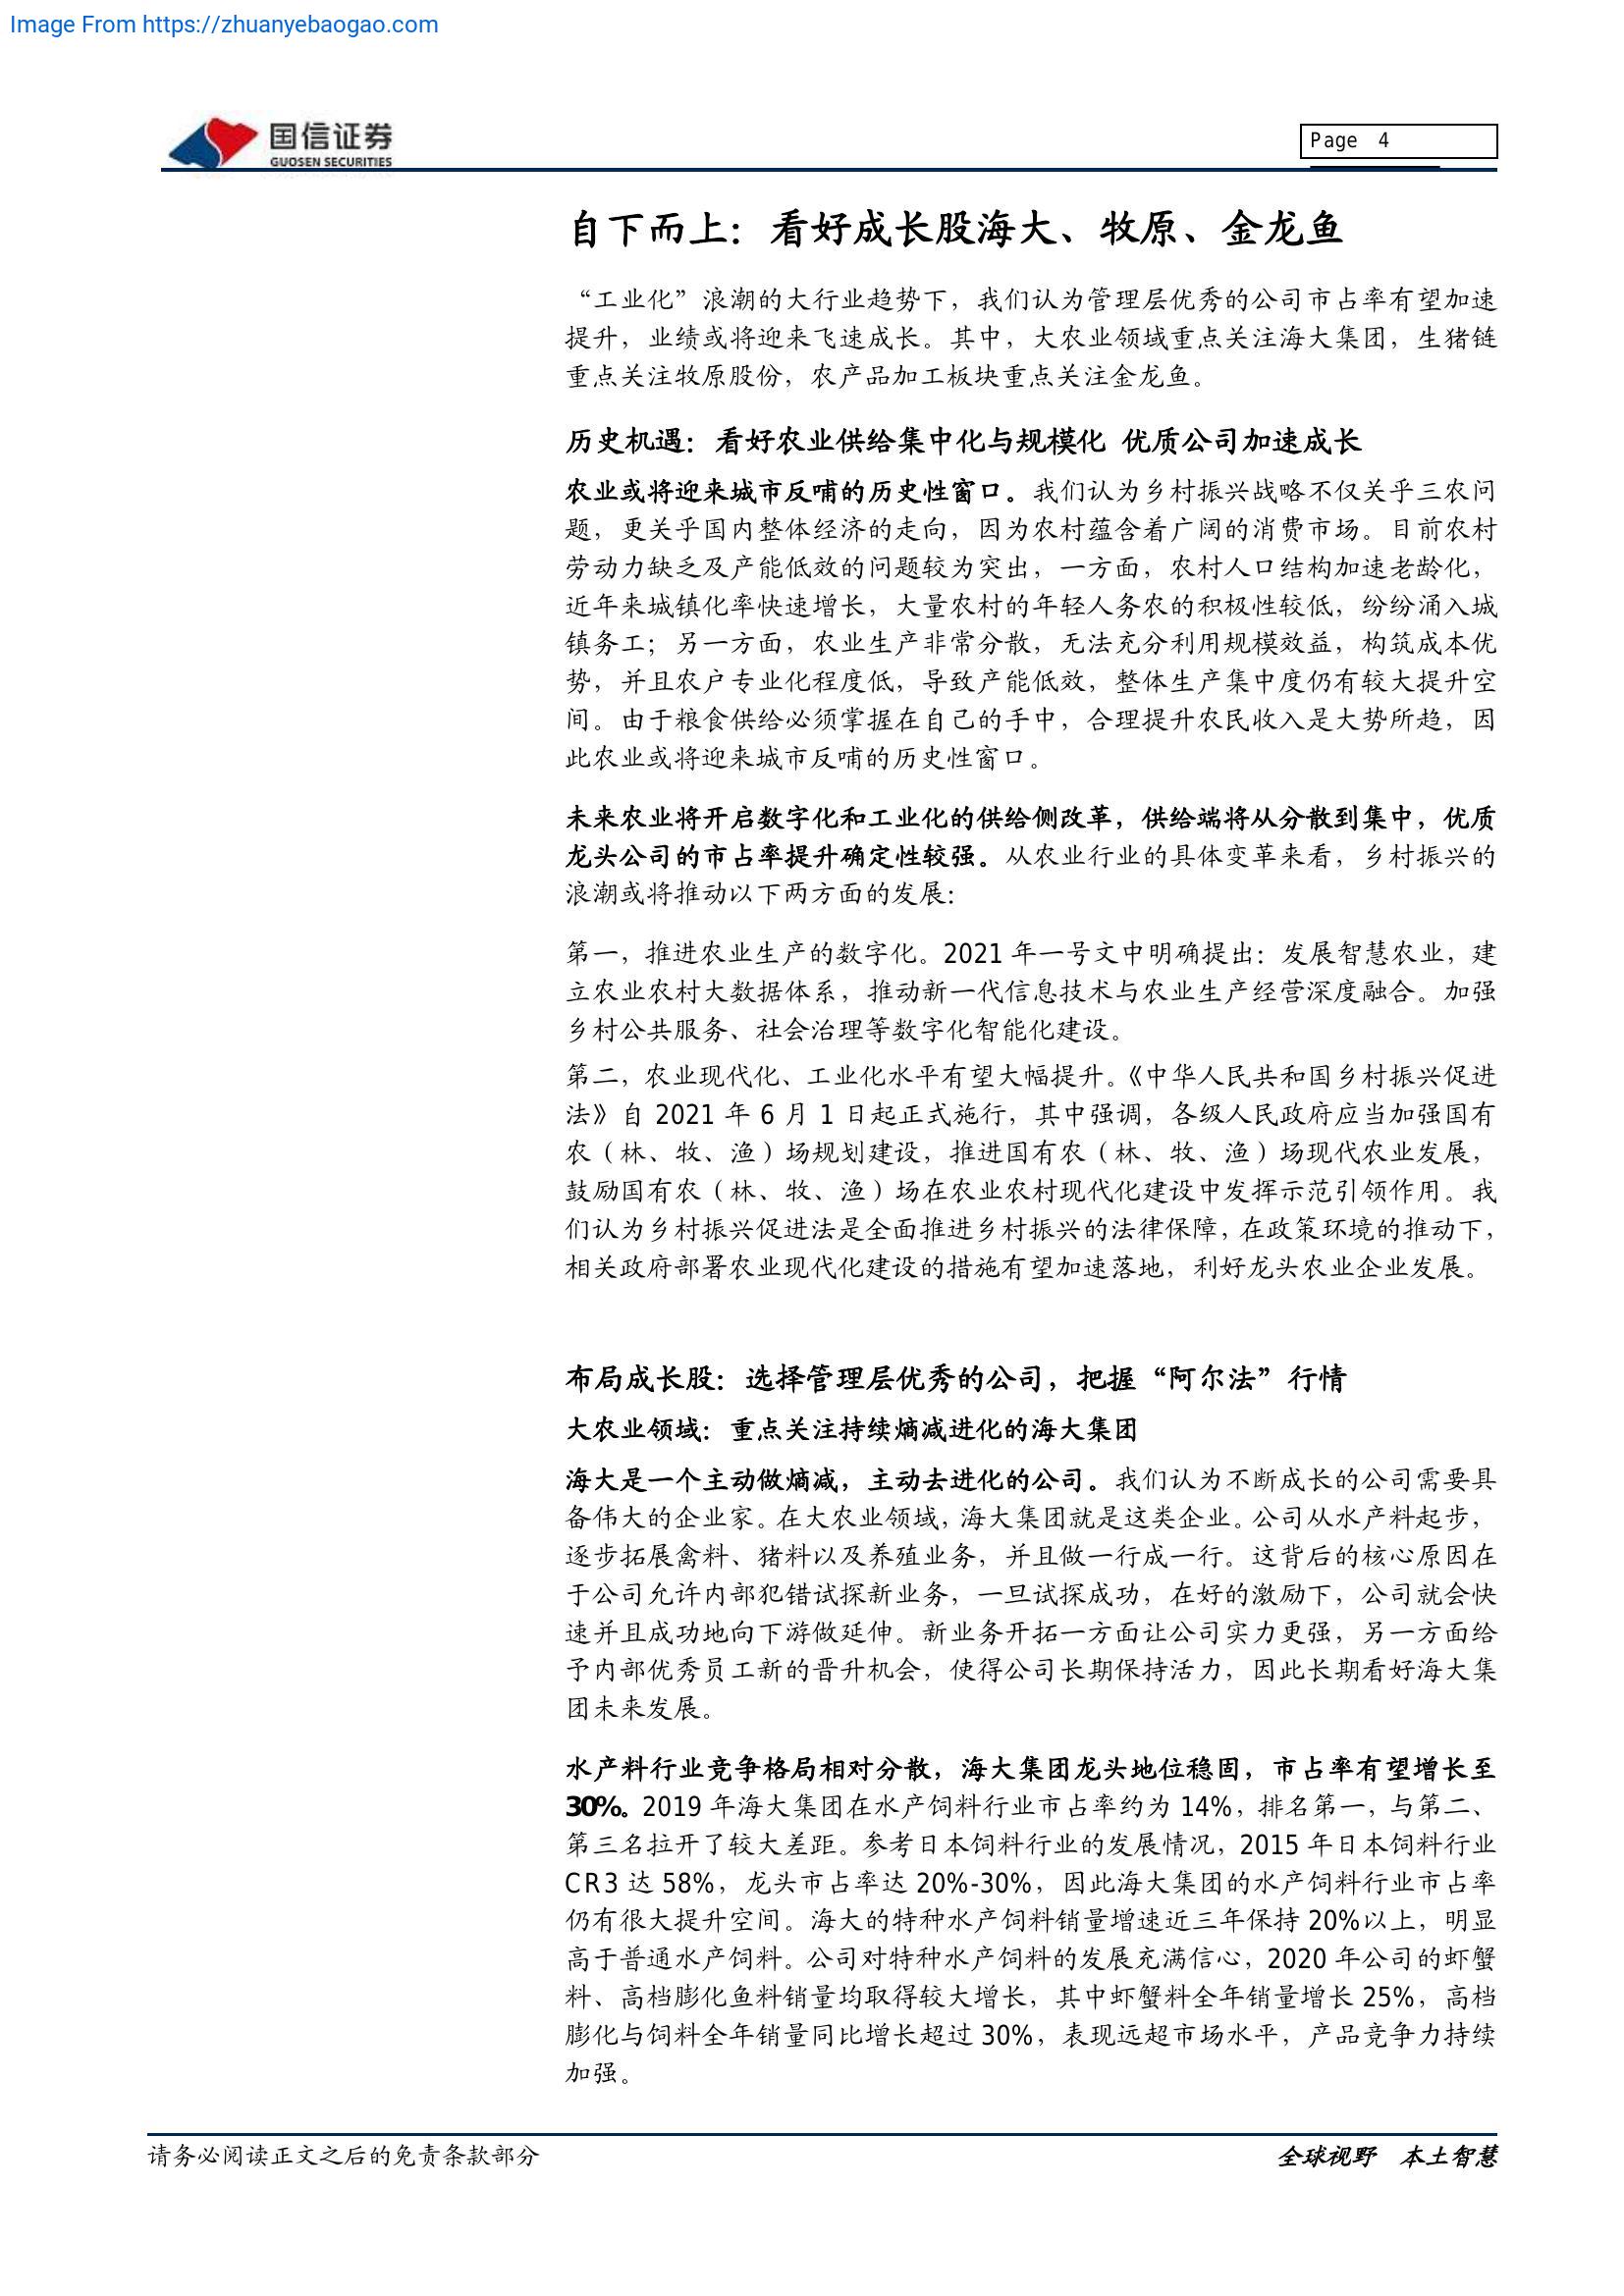 Image From https://zhuanyebaogao.com
国信证券
GUOSEN SECURITIES
Page 4
自下而上：看好成长股海大、牧原、金龙鱼
“工业化”浪潮的大行业趋势下，我们认为管理层优秀的公司市占率有望加速
提升，业绩或将迎来飞速成长。其中，大农业领域重点关注海大集团，生猪链
重点关注牧原股份，农产品加工板块重点关注金龙鱼。
历史机遇：看好农业供给集中化与规模化 优质公司加速成长
农业或将迎来城市反哺的历史性窗口。我们认为乡村振兴战略不仅关乎三农问
题，更关乎国内整体经济的走向，因为农村蕴含着广阔的消费市场。目前农村
劳动力缺乏及产能低效的问题较为突出，一方面，农村人口结构加速老龄化，
近年来城镇化率快速增长，大量农村的年轻人务农的积极性较低，纷纷涌入城
镇务工；另一方面，农业生产非常分散，无法充分利用规模效益，构筑成本优
势，并且农户专业化程度低，导致产能低效，整体生产集中度仍有较大提升空
间。由于粮食供给必须掌握在自己的手中，合理提升农民收入是大势所趋，因
此农业或将迎来城市反哺的历史性窗口。
未来农业将开启数字化和工业化的供给侧改革，供给端将从分散到集中，优质
龙头公司的市占率提升确定性较强。从农业行业的具体变革来看，乡村振兴的
浪潮或将推动以下两方面的发展：
第一，推进农业生产的数字化。2021 年一号文中明确提出：发展智慧农业，建
立农业农村大数据体系，推动新一代信息技术与农业生产经营深度融合。加强
乡村公共服务、社会治理等数字化智能化建设。
第二，农业现代化、工业化水平有望大幅提升。《中华人民共和国乡村振兴促进
法》自 2021 年 6 月 1 日起正式施行，其中强调，各级人民政府应当加强国有
农（林、牧、渔）场规划建设，推进国有农（林、牧、渔）场现代农业发展，
鼓励国有农（林、牧、渔）场在农业农村现代化建设中发挥示范引领作用。我
们认为乡村振兴促进法是全面推进乡村振兴的法律保障，在政策环境的推动下，
相关政府部署农业现代化建设的措施有望加速落地，利好龙头农业企业发展。
布局成长股：选择管理层优秀的公司，把握“阿尔法”行情
大农业领域：重点关注持续熵减进化的海大集团
海大是一个主动做熵减，主动去进化的公司。我们认为不断成长的公司需要具
备伟大的企业家。在大农业领域，海大集团就是这类企业。公司从水产料起步，
逐步拓展禽料、猪料以及养殖业务，并且做一行成一行。这背后的核心原因在
于公司允许内部犯错试探新业务，一旦试探成功，在好的激励下，公司就会快
速并且成功地向下游做延伸。新业务开拓一方面让公司实力更强，另一方面给
予内部优秀员工新的晋升机会，使得公司长期保持活力，因此长期看好海大集
团未来发展。
水产料行业竞争格局相对分散，海大集团龙头地位稳固，市占率有望增长至
30%。2019 年海大集团在水产饲料行业市占率约为 14%，排名第一，与第二、
第三名拉开了较大差距。参考日本饲料行业的发展情况，2015 年日本饲料行业
CR3 达 58%，龙头市占率达 20%-30%，因此海大集团的水产饲料行业市占率
仍有很大提升空间。海大的特种水产饲料销量增速近三年保持 20%以上，明显
高于普通水产饲料。公司对特种水产饲料的发展充满信心，2020 年公司的虾蟹
料、高档膨化鱼料销量均取得较大增长，其中虾蟹料全年销量增长 25%，高档
膨化与饲料全年销量同比增长超过 30%，表现远超市场水平，产品竞争力持续
加强。
请务必阅读正文之后的免责条款部分
全球视野 本土智慧